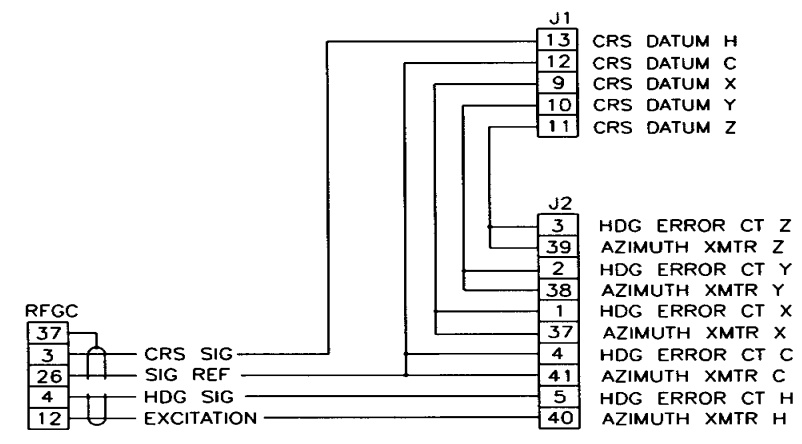 J1
13 CRS DATUM H
12 CRS DATUM C
9 CRS DATUM X
10 CRS DATUM Y
11 CRS DATUM Z
J2
3 HDG ERROR CT Z
39 AZIMUTH XMTR Z
2 HDG ERROR CT Y
38 AZIMUTH XMTR Y
1 HDG ERROR CT X
37 AZIMUTH XMTR X
4 HDG ERROR CT C
41 AZIMUTH XMTR C
5 HDG ERROR CT H
40 AZIMUTH XMTR H
RFGC
37
3 CRS SIG
26 SIG REF
4 HDG SIG
12 EXCITATION